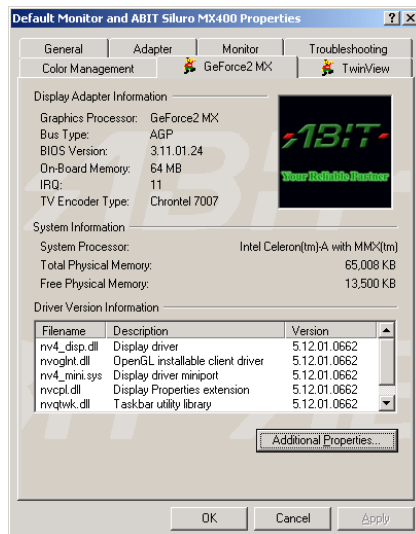 Default Monitor and ABIT Siluro MX400 Properties
General Adapter Monitor Troubleshooting
Color Management GeForce2 MX TwinView
Display Adapter Information
Graphics Processor: GeForce2 MX
Bus Type: AGP
BIOS Version: 3.11.01.24
On-Board Memory: 64 MB
IRQ: 11
TV Encoder Type: Chrontel 7007
ABIT
Your Reliable Partner
System Information
System Processor: Intel Celeron(tm)-A with MMX(tm)
Total Physical Memory: 65,008 KB
Free Physical Memory: 13,500 KB
Driver Version Information
Filename Description Version
nv4_disp.dll Display driver 5.12.01.0662
nvoglnt.dll OpenGL installable client driver 5.12.01.0662
nv4_mini.sys Display driver miniport 5.12.01.0662
nvcpl.dll Display Properties extension 5.12.01.0662
nvqtwk.dll Taskbar utility library 5.12.01.0662
Additional Properties...
OK Cancel Apply